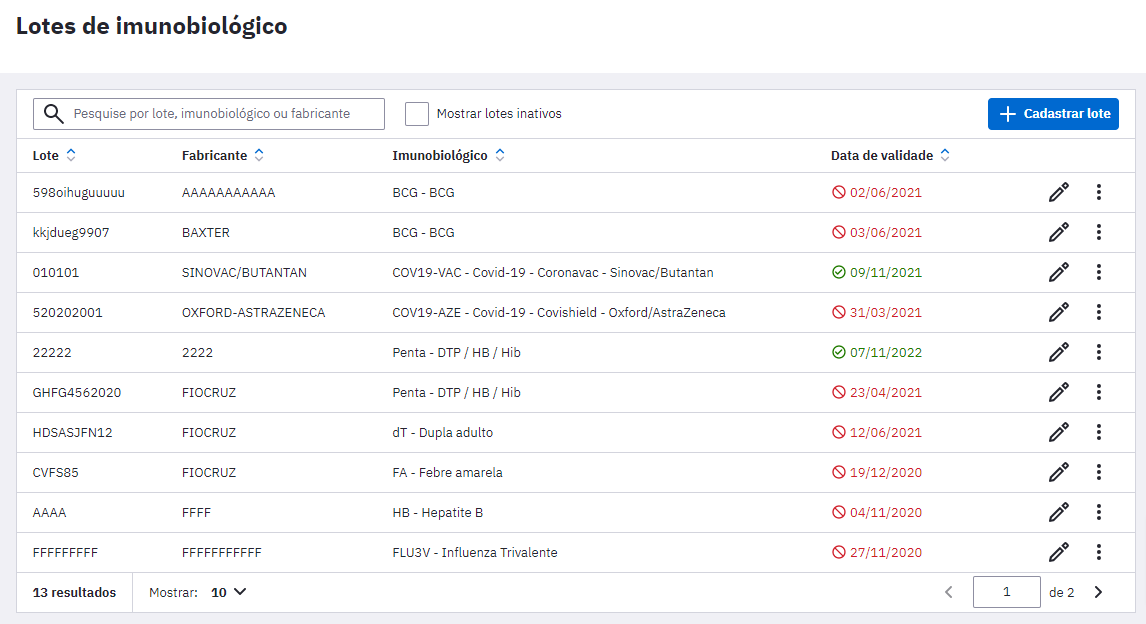 Lotes de imunobiológico
Pesquise por lote, imunobiológico ou fabricante Mostrar lotes inativos Cadastrar lote
Lote Fabricante Imunobiológico Data de validade
598oihuguuuuu AAAAAAAAAAA BCG - BCG 02/06/2021
kkjdueg9907 BAXTER BCG - BCG 03/06/2021
010101 SINOVAC/BUTANTAN COV19-VAC - Covid-19 - Coronavac - Sinovac/Butantan 09/11/2021
520202001 OXFORD-ASTRAZENECA COV19-AZE - Covid-19 - Covishield - Oxford/AstraZeneca 31/03/2021
22222 2222 Penta - DTP / HB / Hib 07/11/2022
GHFG4562020 FIOCRUZ Penta - DTP / HB / Hib 23/04/2021
HDSASJFN12 FIOCRUZ dT - Dupla adulto 12/06/2021
CVFS85 FIOCRUZ FA - Febre amarela 19/12/2020
AAAA FFFF HB - Hepatite B 04/11/2020
FFFFFFFFF FFFFFFFFFFF FLU3V - Influenza Trivalente 27/11/2020
13 resultados Mostrar: 10 1 de 2